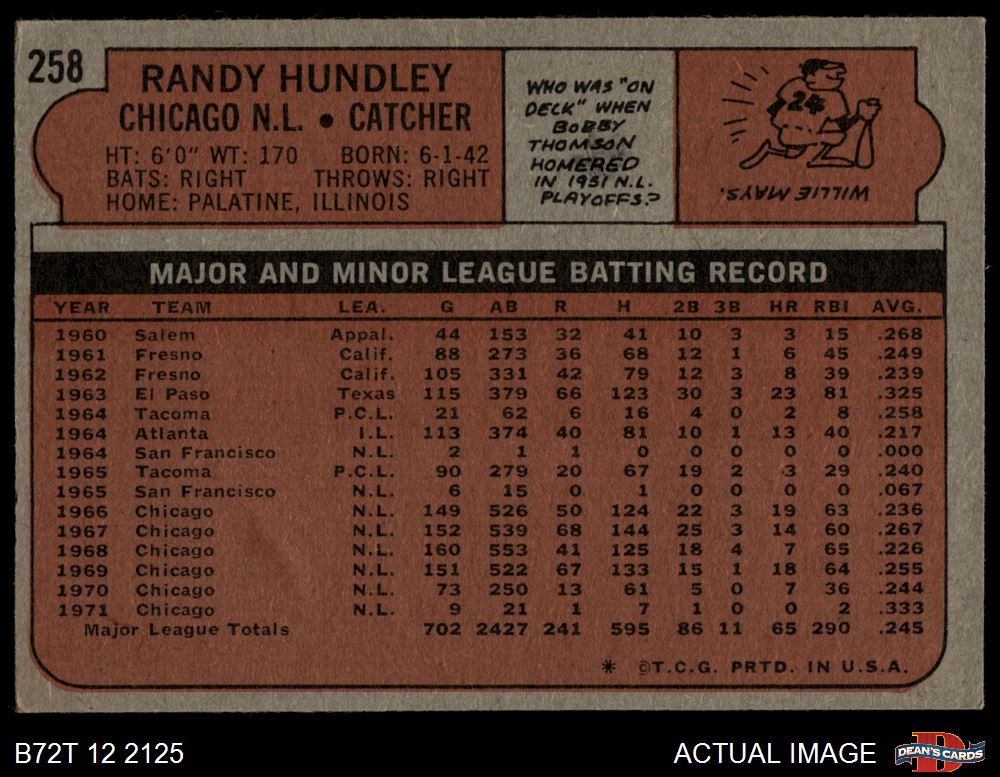 258
RANDY HUNDLEY
CHICAGO N.L. • CATCHER
HT: 6'0" WT: 170 BORN: 6-1-42
BATS: RIGHT THROWS: RIGHT
HOME: PALATINE, ILLINOIS
WHO WAS "ON
DECK" WHEN
BOBBY
THOMSON
HOMERED
IN 1951 N.L.
PLAYOFFS?
24
WILLIE MAYS.
MAJOR AND MINOR LEAGUE BATTING RECORD
YEAR TEAM LEA. G AB R H 2B 3B HR RBI AVG.
1960 Salem Appal. 44 153 32 41 10 3 3 15 .268
1961 Fresno Calif. 88 273 36 68 12 1 6 45 .249
1962 Fresno Calif. 105 331 42 79 12 3 8 39 .239
1963 El Paso Texas 115 379 66 123 30 3 23 81 .325
1964 Tacoma P.C.L. 21 62 6 16 4 0 2 8 .258
1964 Atlanta I.L. 113 374 40 81 10 1 13 40 .217
1964 San Francisco N.L. 2 1 1 0 0 0 0 0 .000
1965 Tacoma P.C.L. 90 279 20 67 19 2 3 29 .240
1965 San Francisco N.L. 6 15 0 1 0 0 0 0 .067
1966 Chicago N.L. 149 526 50 124 22 3 19 63 .236
1967 Chicago N.L. 152 539 68 144 25 3 14 60 .267
1968 Chicago N.L. 160 553 41 125 18 4 7 65 .226
1969 Chicago N.L. 151 522 67 133 15 1 18 64 .255
1970 Chicago N.L. 73 250 13 61 5 0 7 36 .244
1971 Chicago N.L. 9 21 1 7 1 0 0 2 .333
Major League Totals 702 2427 241 595 86 11 65 290 .245
* ©T.C.G. PRTD. IN U.S.A.
B72T 12 2125
ACTUAL IMAGE
D
DEAN'S CARDS